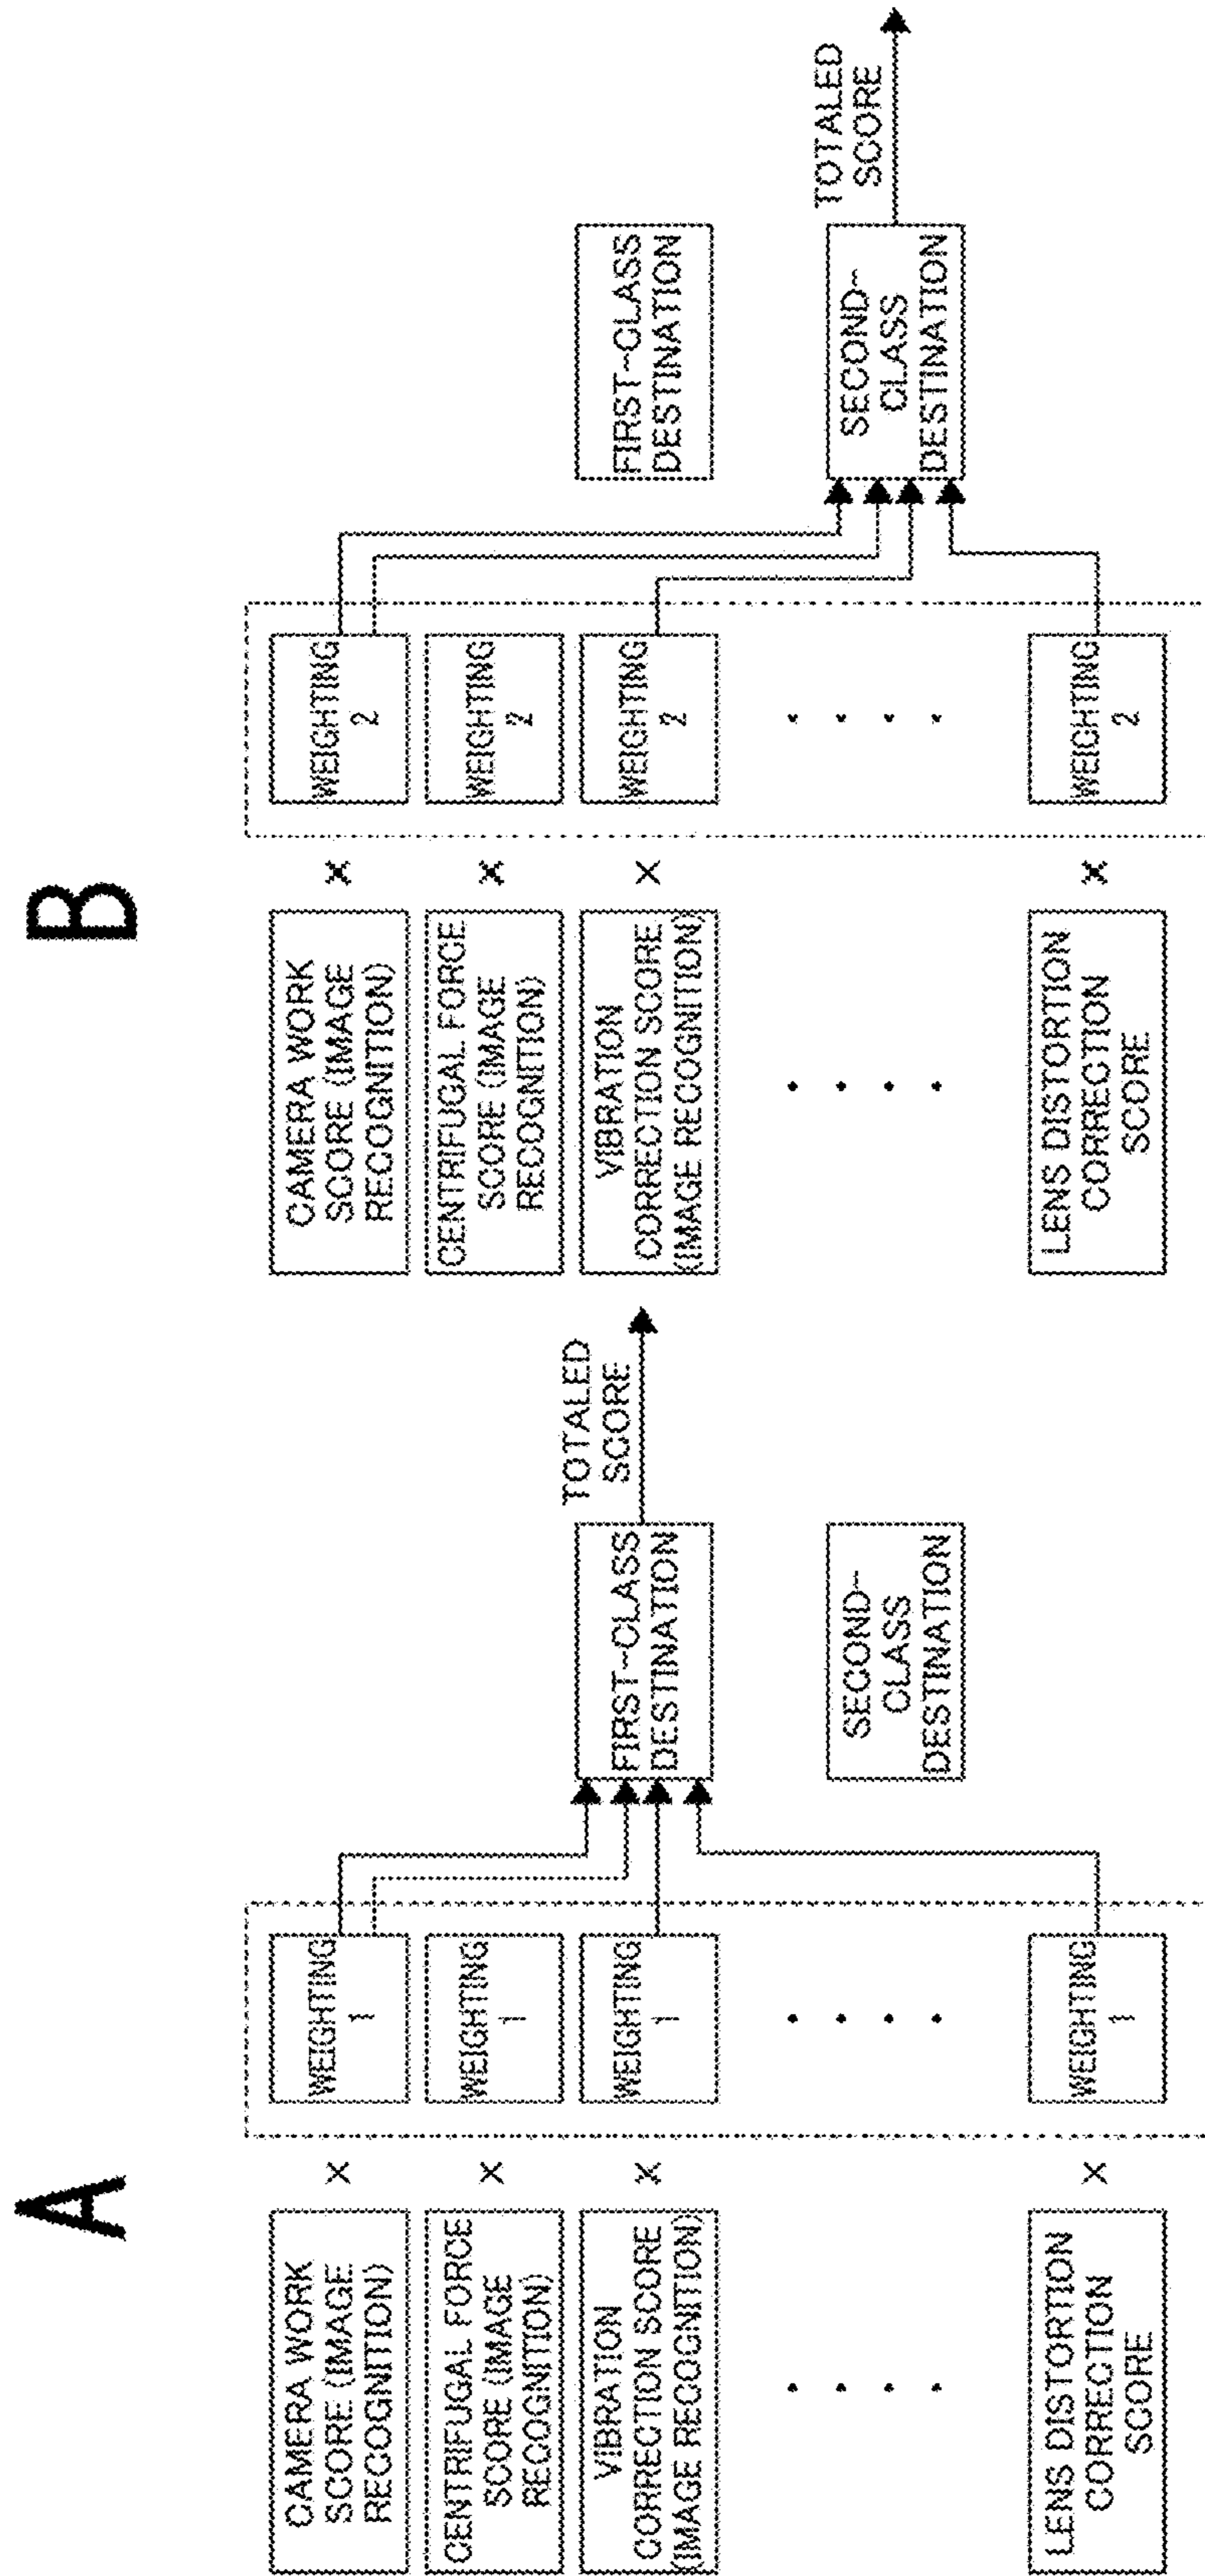 A
CAMERA WORK
SCORE (IMAGE
RECOGNITION)
×
WEIGHTING
1
CENTRIFUGAL FORCE
SCORE (IMAGE
RECOGNITION)
×
WEIGHTING
1
VIBRATION
CORRECTION SCORE
(IMAGE RECOGNITION)
×
WEIGHTING
1
LENS DISTORTION
CORRECTION
SCORE
×
WEIGHTING
1
FIRST-CLASS
DESTINATION
SECOND-
CLASS
DESTINATION
TOTALED
SCORE
B
CAMERA WORK
SCORE (IMAGE
RECOGNITION)
×
WEIGHTING
2
CENTRIFUGAL FORCE
SCORE (IMAGE
RECOGNITION)
×
WEIGHTING
2
VIBRATION
CORRECTION SCORE
(IMAGE RECOGNITION)
×
WEIGHTING
2
LENS DISTORTION
CORRECTION
SCORE
×
WEIGHTING
2
FIRST-CLASS
DESTINATION
SECOND-
CLASS
DESTINATION
TOTALED
SCORE